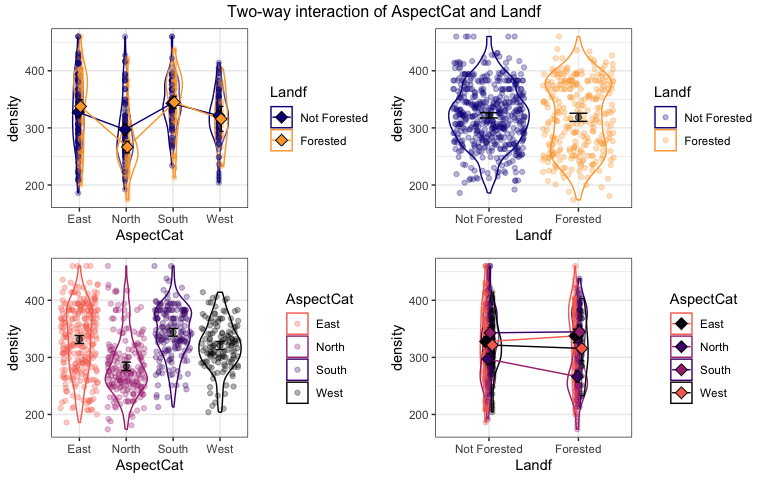 Two-way interaction of AspectCat and Landf
density
400
300
200
East North South West
AspectCat
Landf
Not Forested
Forested
density
400
300
200
Not Forested Forested
Landf
Landf
Not Forested
Forested
density
400
300
200
East North South West
AspectCat
AspectCat
East
North
South
West
density
400
300
200
Not Forested Forested
Landf
AspectCat
East
North
South
West